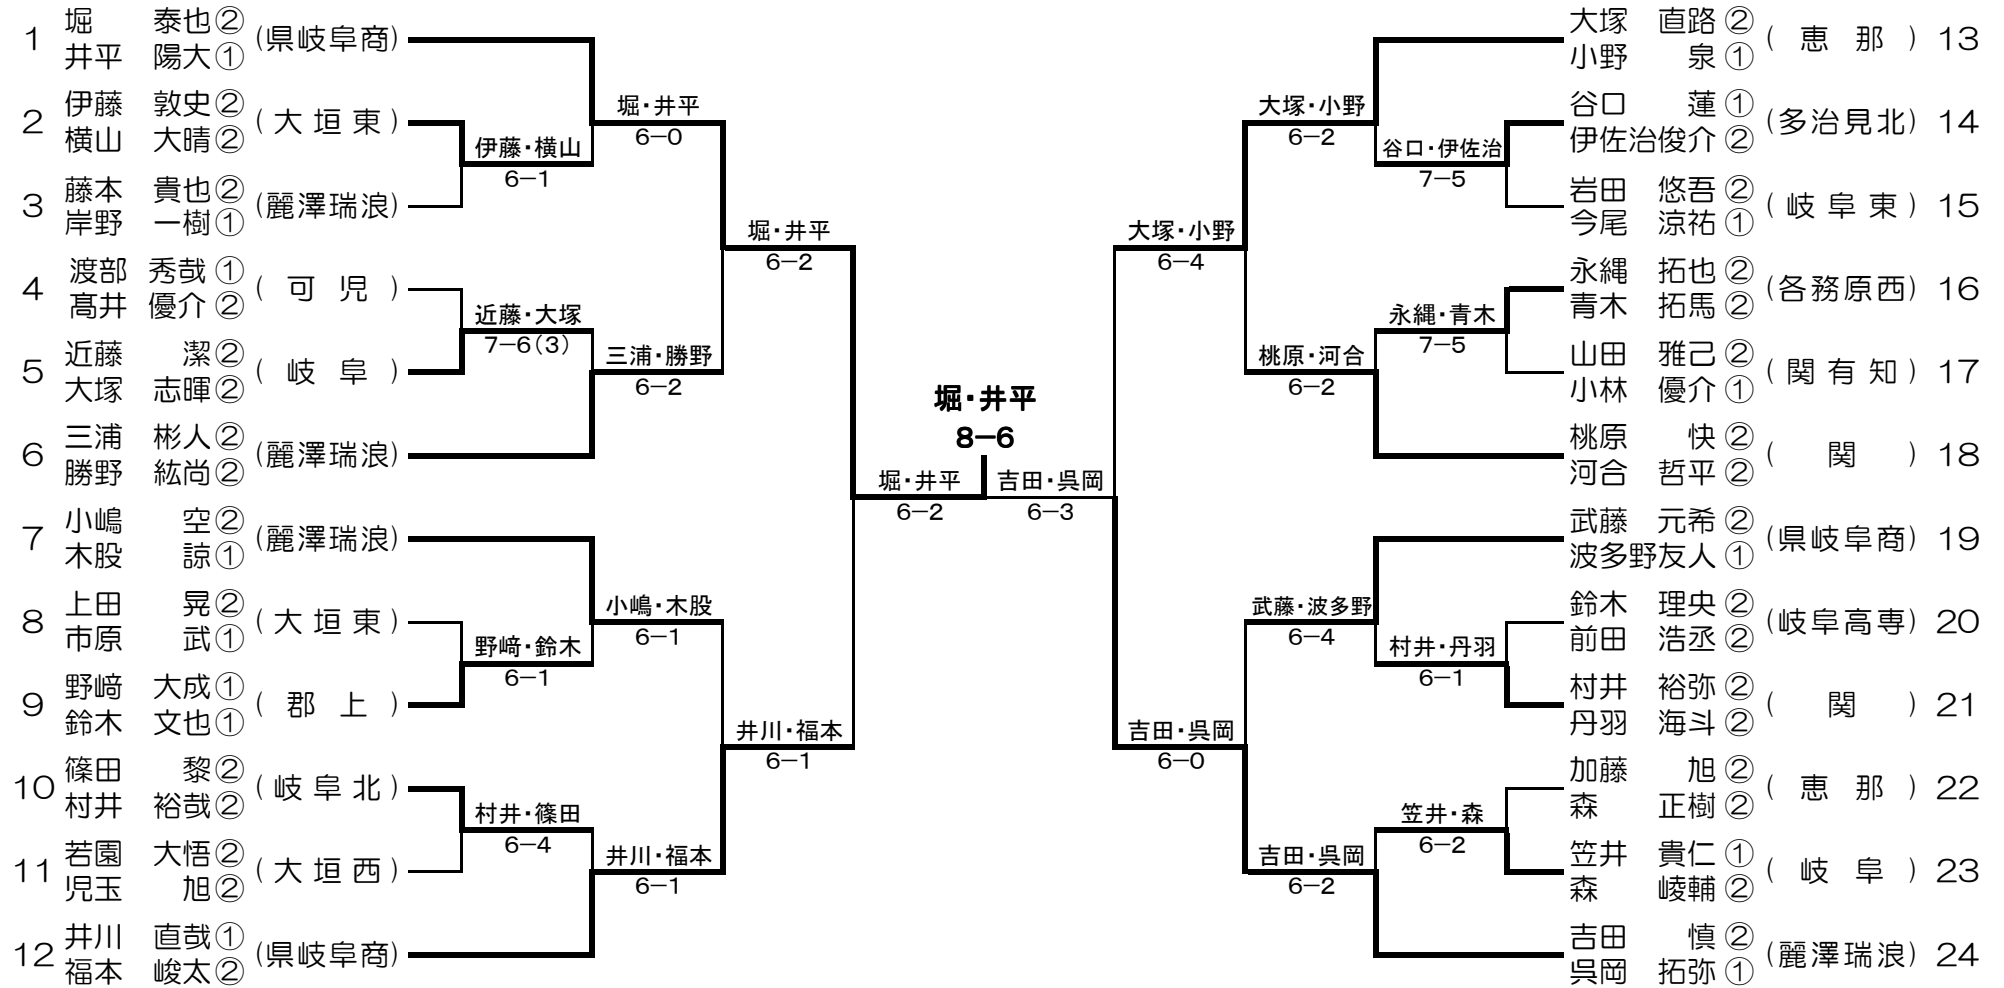 1 堀 泰也② (県岐阜商)
井平 陽大①
2 伊藤 敦史② (大垣東)
横山 大晴②
3 藤本 貴也② (麗澤瑞浪)
岸野 一樹①
4 渡部 秀哉① (可児)
髙井 優介②
5 近藤 潔② (岐阜)
大塚 志暉②
6 三浦 彬人② (麗澤瑞浪)
勝野 紘尚②
7 小嶋 空② (麗澤瑞浪)
木股 諒①
8 上田 晃② (大垣東)
市原 武①
9 野﨑 大成① (郡上)
鈴木 文也①
10 篠田 黎② (岐阜北)
村井 裕哉②
11 若園 大悟② (大垣西)
児玉 旭②
12 井川 直哉① (県岐阜商)
福本 峻太②
伊藤・横山
6-1
近藤・大塚
7-6(3)
野﨑・鈴木
6-1
村井・篠田
6-4
堀・井平
6-0
三浦・勝野
6-2
小嶋・木股
6-1
井川・福本
6-1
堀・井平
6-2
井川・福本
6-1
堀・井平
6-2
堀・井平
8-6
吉田・呉岡
6-3
大塚・小野
6-4
吉田・呉岡
6-0
大塚・小野
6-2
桃原・河合
6-2
武藤・波多野
6-4
吉田・呉岡
6-2
谷口・伊佐治
7-5
永縄・青木
7-5
村井・丹羽
6-1
笠井・森
6-2
大塚 直路② (恵那) 13
小野 泉①
谷口 蓮① (多治見北) 14
伊佐治俊介②
岩田 悠吾② (岐阜東) 15
今尾 涼祐①
永縄 拓也② (各務原西) 16
青木 拓馬②
山田 雅己② (関有知) 17
小林 優介①
桃原 快② (関) 18
河合 哲平②
武藤 元希② (県岐阜商) 19
波多野友人①
鈴木 理央② (岐阜高専) 20
前田 浩丞②
村井 裕弥② (関) 21
丹羽 海斗②
加藤 旭② (恵那) 22
森 正樹②
笠井 貴仁① (岐阜) 23
森 崚輔②
吉田 慎② (麗澤瑞浪) 24
呉岡 拓弥①